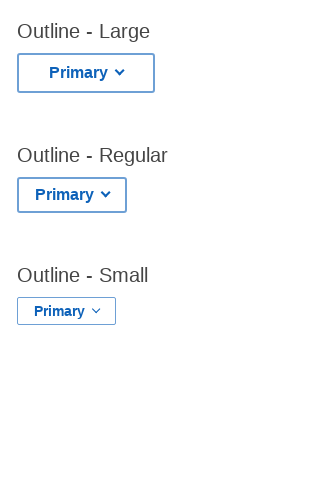 Outline - Large
Primary
Outline - Regular
Primary
Outline - Small
Primary